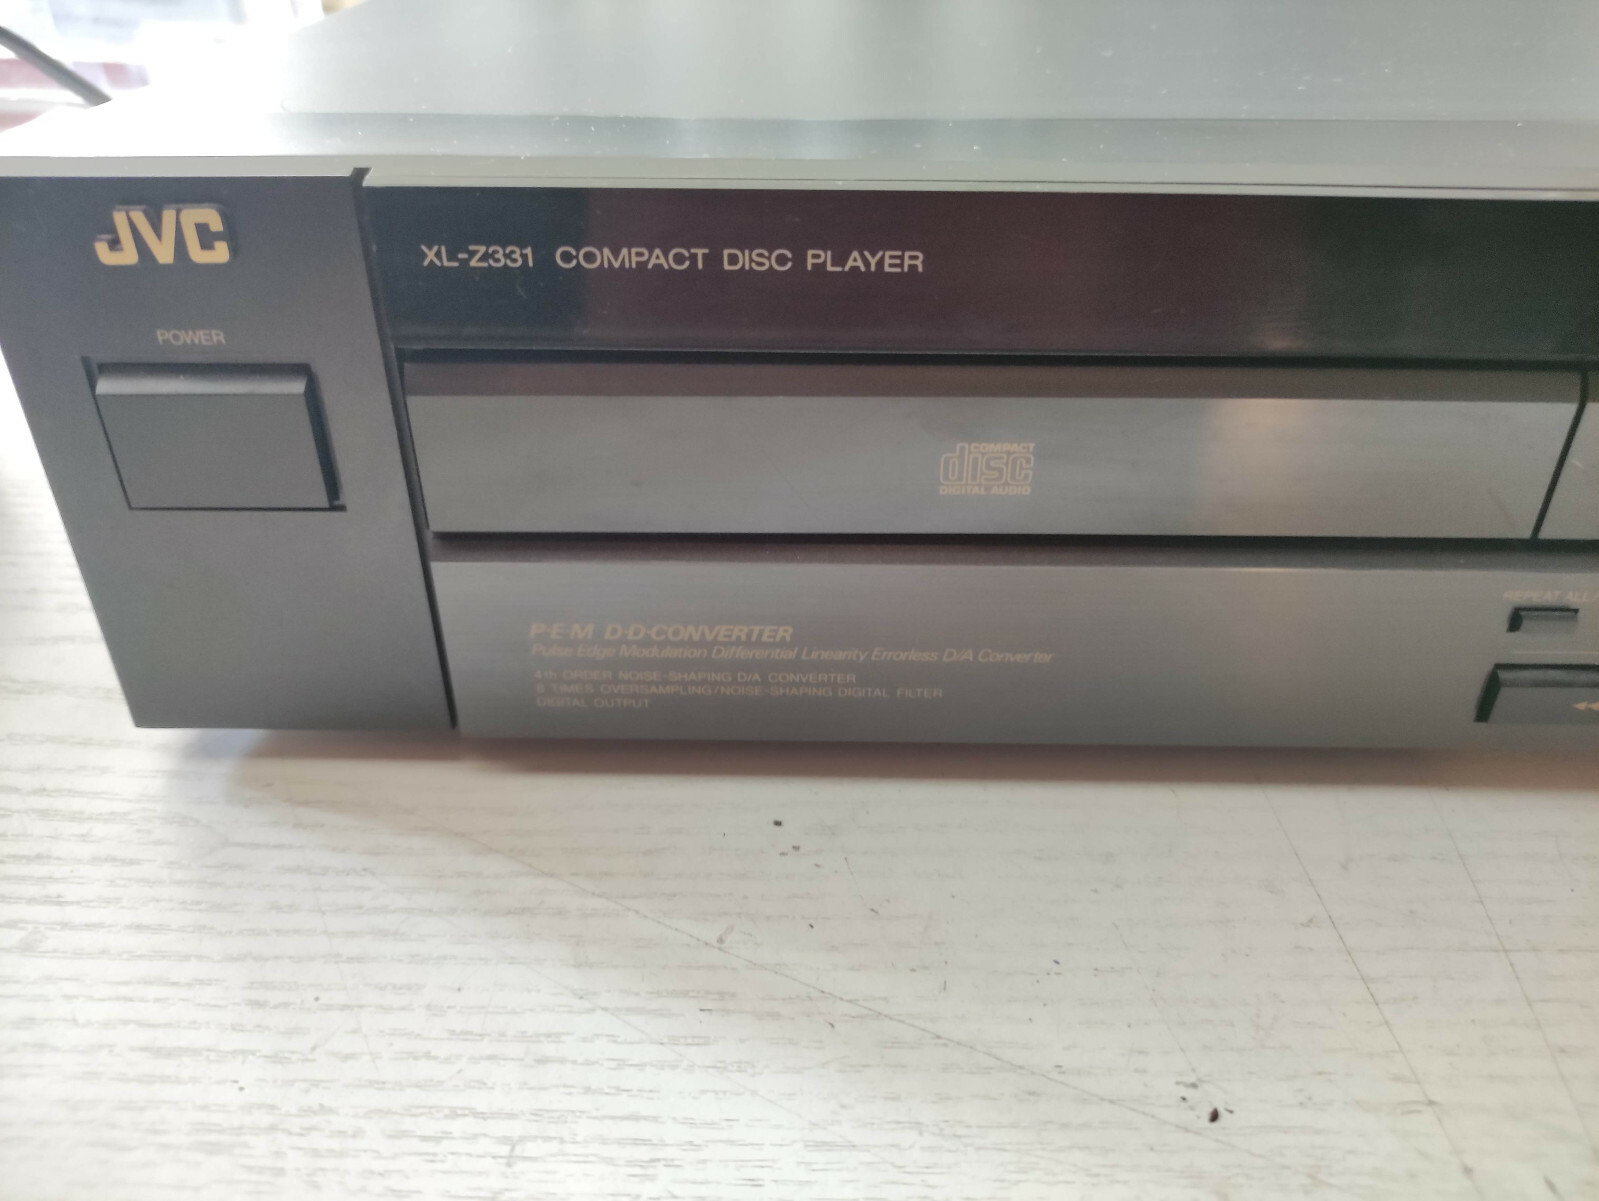 JVC
XL-Z331 COMPACT DISC PLAYER
POWER
COMPACT
disc
DIGITAL AUDIO
P·E·M D·D·CONVERTER
Pulse Edge Modulation Differential Linearity Errorless D/A Converter
4th ORDER NOISE-SHAPING D/A CONVERTER
8 TIMES OVERSAMPLING/NOISE-SHAPING DIGITAL FILTER
DIGITAL OUTPUT
REPEAT ALL/